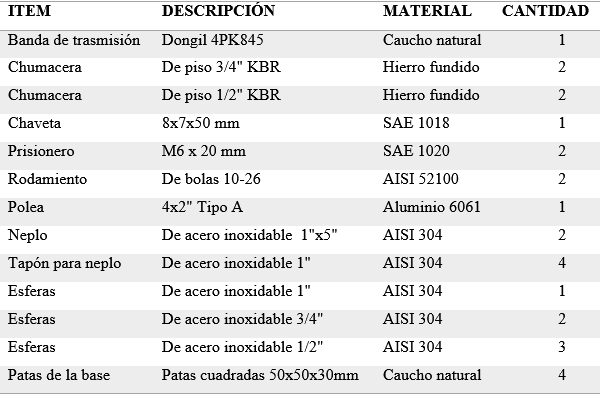 ITEM DESCRIPCIÓN MATERIAL CANTIDAD
Banda de trasmisión Dongil 4PK845 Caucho natural 1
Chumacera De piso 3/4" KBR Hierro fundido 2
Chumacera De piso 1/2" KBR Hierro fundido 2
Chaveta 8x7x50 mm SAE 1018 1
Prisionero M6 x 20 mm SAE 1020 2
Rodamiento De bolas 10-26 AISI 52100 2
Polea 4x2" Tipo A Aluminio 6061 1
Neplo De acero inoxidable 1"x5" AISI 304 2
Tapón para neplo De acero inoxidable 1" AISI 304 4
Esferas De acero inoxidable 1" AISI 304 1
Esferas De acero inoxidable 3/4" AISI 304 2
Esferas De acero inoxidable 1/2" AISI 304 3
Patas de la base Patas cuadradas 50x50x30mm Caucho natural 4